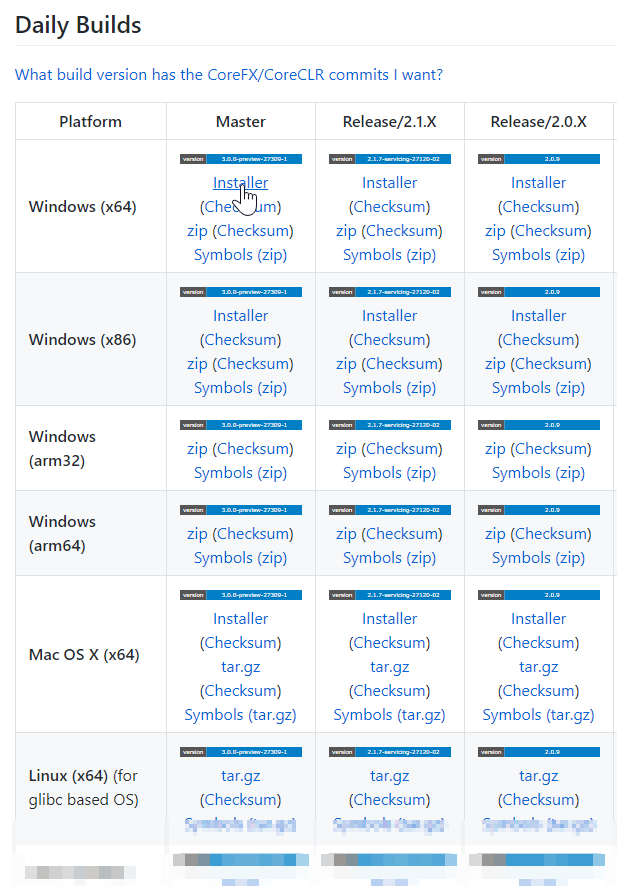 Daily Builds
What build version has the CoreFX/CoreCLR commits I want?
Platform Master Release/2.1.X Release/2.0.X
version 3.0.0-preview-27309-1 version 2.1.7-servicing-27120-02 version 2.0.9
Installer Installer Installer
Windows (x64) (Checksum) (Checksum) (Checksum)
zip (Checksum) zip (Checksum) zip (Checksum)
Symbols (zip) Symbols (zip) Symbols (zip)
version 3.0.0-preview-27309-1 version 2.1.7-servicing-27120-02 version 2.0.9
Installer Installer Installer
Windows (x86) (Checksum) (Checksum) (Checksum)
zip (Checksum) zip (Checksum) zip (Checksum)
Symbols (zip) Symbols (zip) Symbols (zip)
version 3.0.0-preview-27309-1 version 2.1.7-servicing-27120-02 version 2.0.9
Windows zip (Checksum) zip (Checksum) zip (Checksum)
(arm32) Symbols (zip) Symbols (zip) Symbols (zip)
version 3.0.0-preview-27309-1 version 2.1.7-servicing-27120-02 version 2.0.9
Windows zip (Checksum) zip (Checksum) zip (Checksum)
(arm64) Symbols (zip) Symbols (zip) Symbols (zip)
version 3.0.0-preview-27309-1 version 2.1.7-servicing-27120-02 version 2.0.9
Installer Installer Installer
(Checksum) (Checksum) (Checksum)
Mac OS X (x64) tar.gz tar.gz tar.gz
(Checksum) (Checksum) (Checksum)
Symbols (tar.gz) Symbols (tar.gz) Symbols (tar.gz)
version 3.0.0-preview-27309-1 version 2.1.7-servicing-27120-02 version 2.0.9
Linux (x64) (for tar.gz tar.gz tar.gz
glibc based OS) (Checksum) (Checksum) (Checksum)